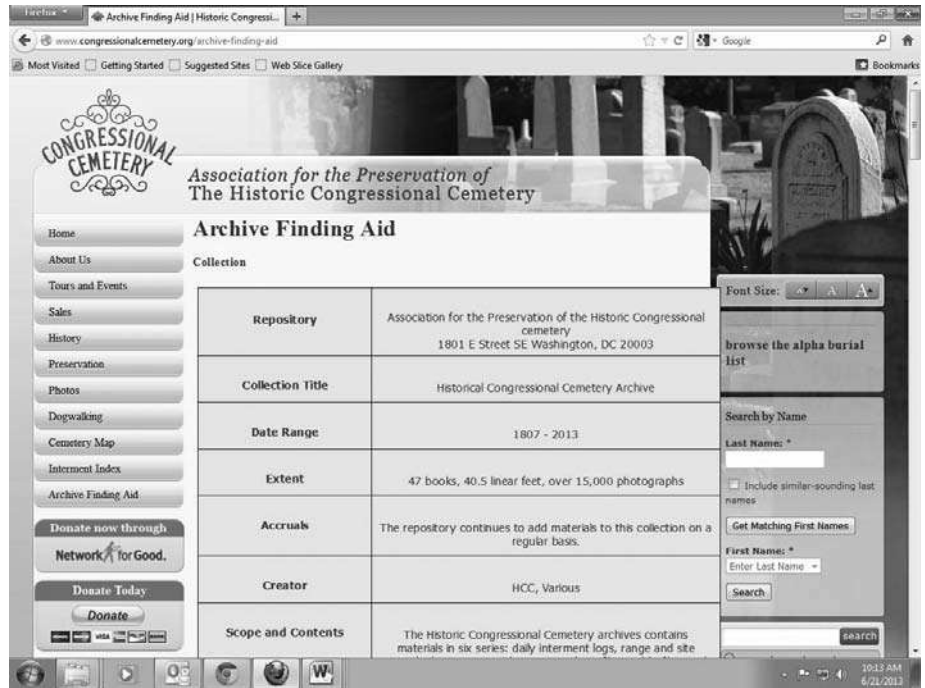 Firefox
Archive Finding Aid | Historic Congressi...
www.congressionalcemetery.org/archive-finding-aid
Google
Most Visited
Getting Started
Suggested Sites
Web Slice Gallery
Bookmarks
CONGRESSIONAL
CEMETERY
Association for the Preservation of
The Historic Congressional Cemetery
Home
About Us
Tours and Events
Sales
History
Preservation
Photos
Dogwalking
Cemetery Map
Interment Index
Archive Finding Aid
Donate now through
Network for Good.
Donate Today
Donate
VISA
Archive Finding Aid
Collection
Repository
Association for the Preservation of the Historic Congressional
cemetery
1801 E Street SE Washington, DC 20003
Collection Title
Historical Congressional Cemetery Archive
Date Range
1807 - 2013
Extent
47 books, 40.5 linear feet, over 15,000 photographs
Accruals
The repository continues to add materials to this collection on a
regular basis.
Creator
HCC, Various
Scope and Contents
The Historic Congressional Cemetery archives contains
materials in six series: daily interment logs, range and site
Font Size: A A A
browse the alpha burial
list
Search by Name
Last Name: *
Include similar-sounding last
names
Get Matching First Names
First Name: *
Enter Last Name
Search
search
10:13 AM
6/21/2013